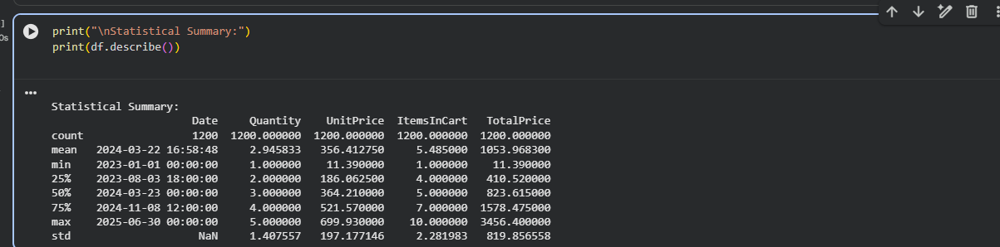 ]
0s
print("\nStatistical Summary:")
print(df.describe())
Statistical Summary:
Date Quantity UnitPrice ItemsInCart TotalPrice
count 1200 1200.000000 1200.000000 1200.000000 1200.000000
mean 2024-03-22 16:58:48 2.945833 356.412750 5.485000 1053.968300
min 2023-01-01 00:00:00 1.000000 11.390000 1.000000 11.390000
25% 2023-08-03 18:00:00 2.000000 186.062500 4.000000 410.520000
50% 2024-03-23 00:00:00 3.000000 364.210000 5.000000 823.615000
75% 2024-11-08 12:00:00 4.000000 521.570000 7.000000 1578.475000
max 2025-06-30 00:00:00 5.000000 699.930000 10.000000 3456.400000
std NaN 1.407557 197.177146 2.281983 819.856558